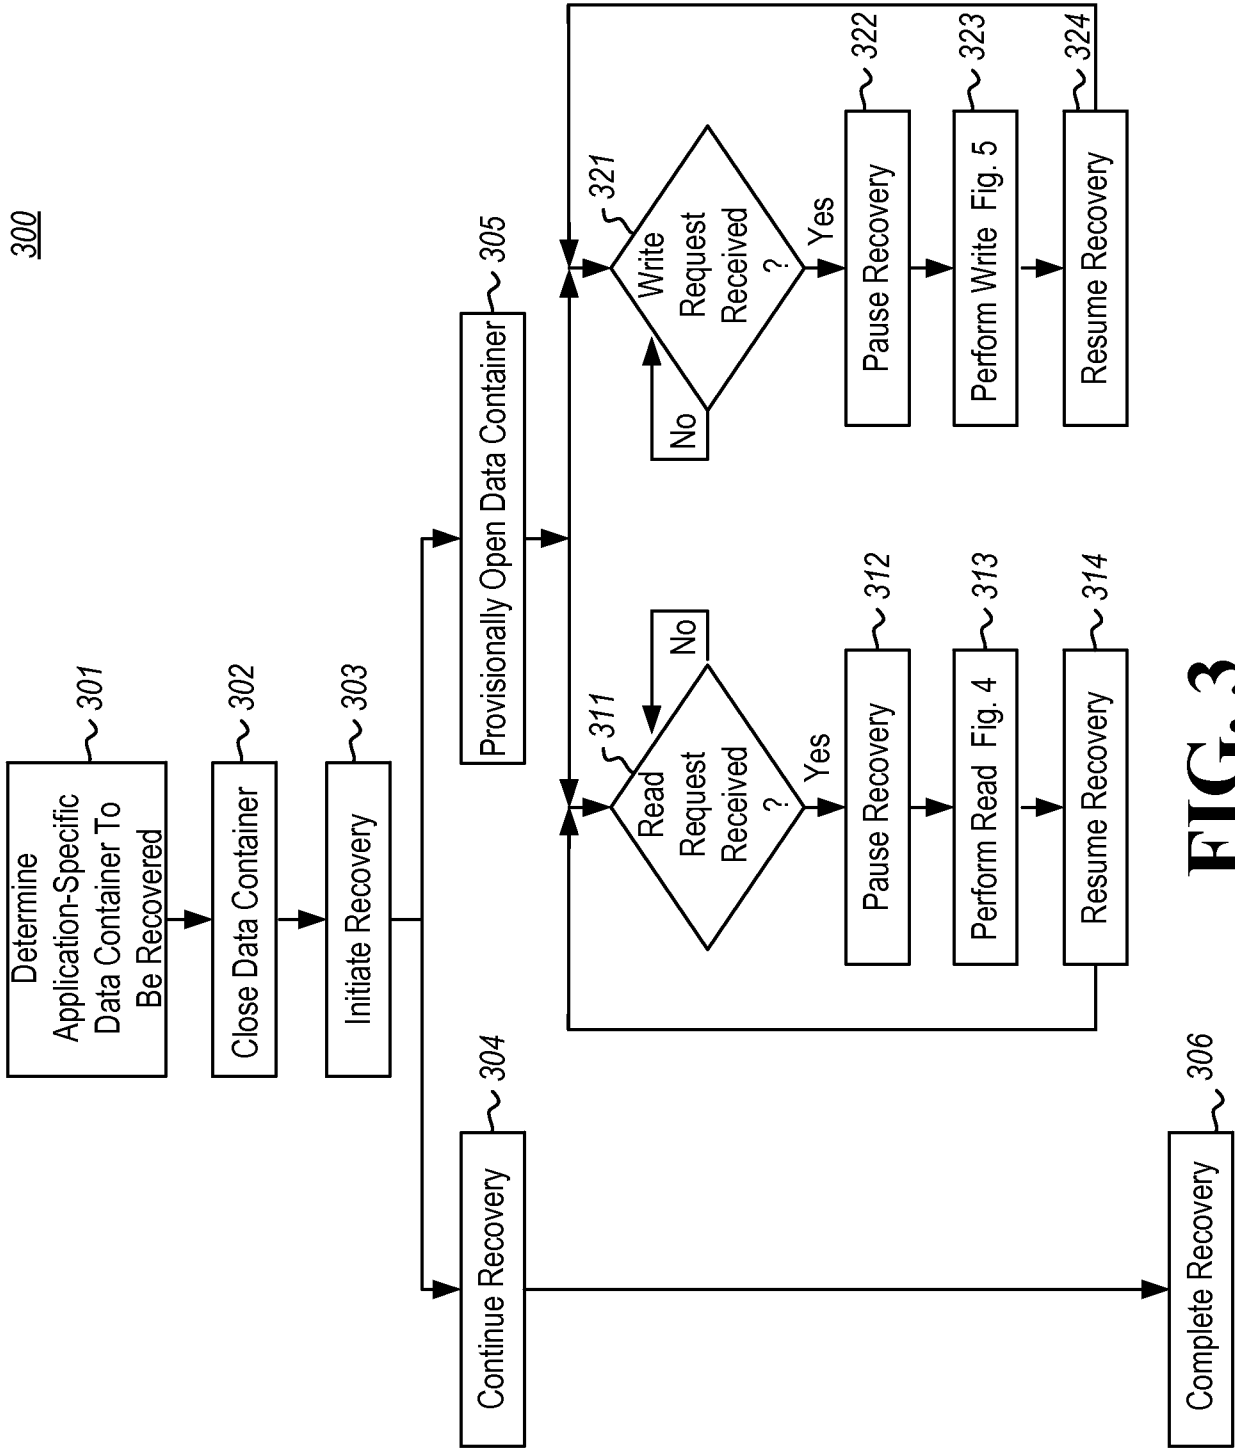 300
Determine
Application-Specific
Data Container To
Be Recovered
301
Close Data Container
302
Initiate Recovery
303
Continue Recovery
304
Provisionally Open Data Container
305
Read
Request
Received
?
311
No
Yes
Pause Recovery
312
Perform Read Fig. 4
313
Resume Recovery
314
Write
Request
Received
?
321
No
Yes
Pause Recovery
322
Perform Write Fig. 5
323
Resume Recovery
324
Complete Recovery
306
FIG. 3